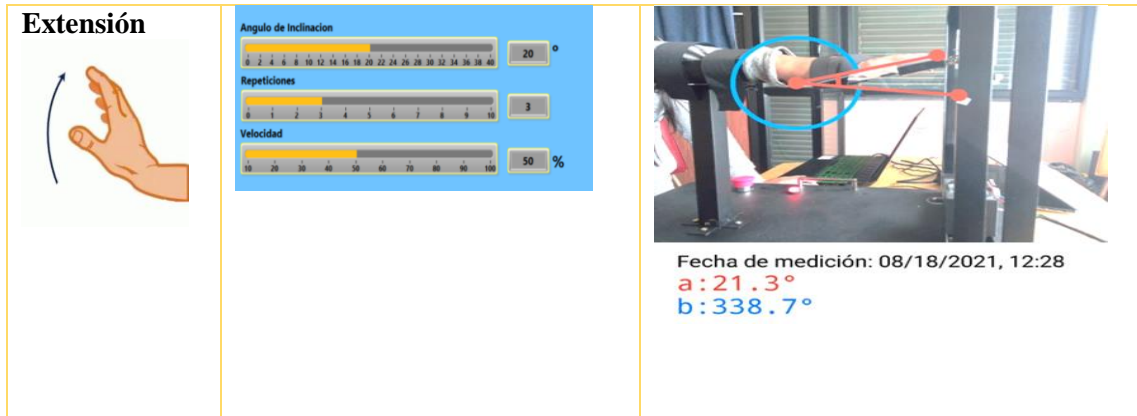 Extensión
Angulo de Inclinacion
0 2 4 6 8 10 12 14 16 18 20 22 24 26 28 30 32 34 36 38 40
20 °
Repeticiones
0 1 2 3 4 5 6 7 8 9 10
3
Velocidad
10 20 30 40 50 60 70 80 90 100
50 %
Fecha de medición: 08/18/2021, 12:28
a:21.3°
b:338.7°